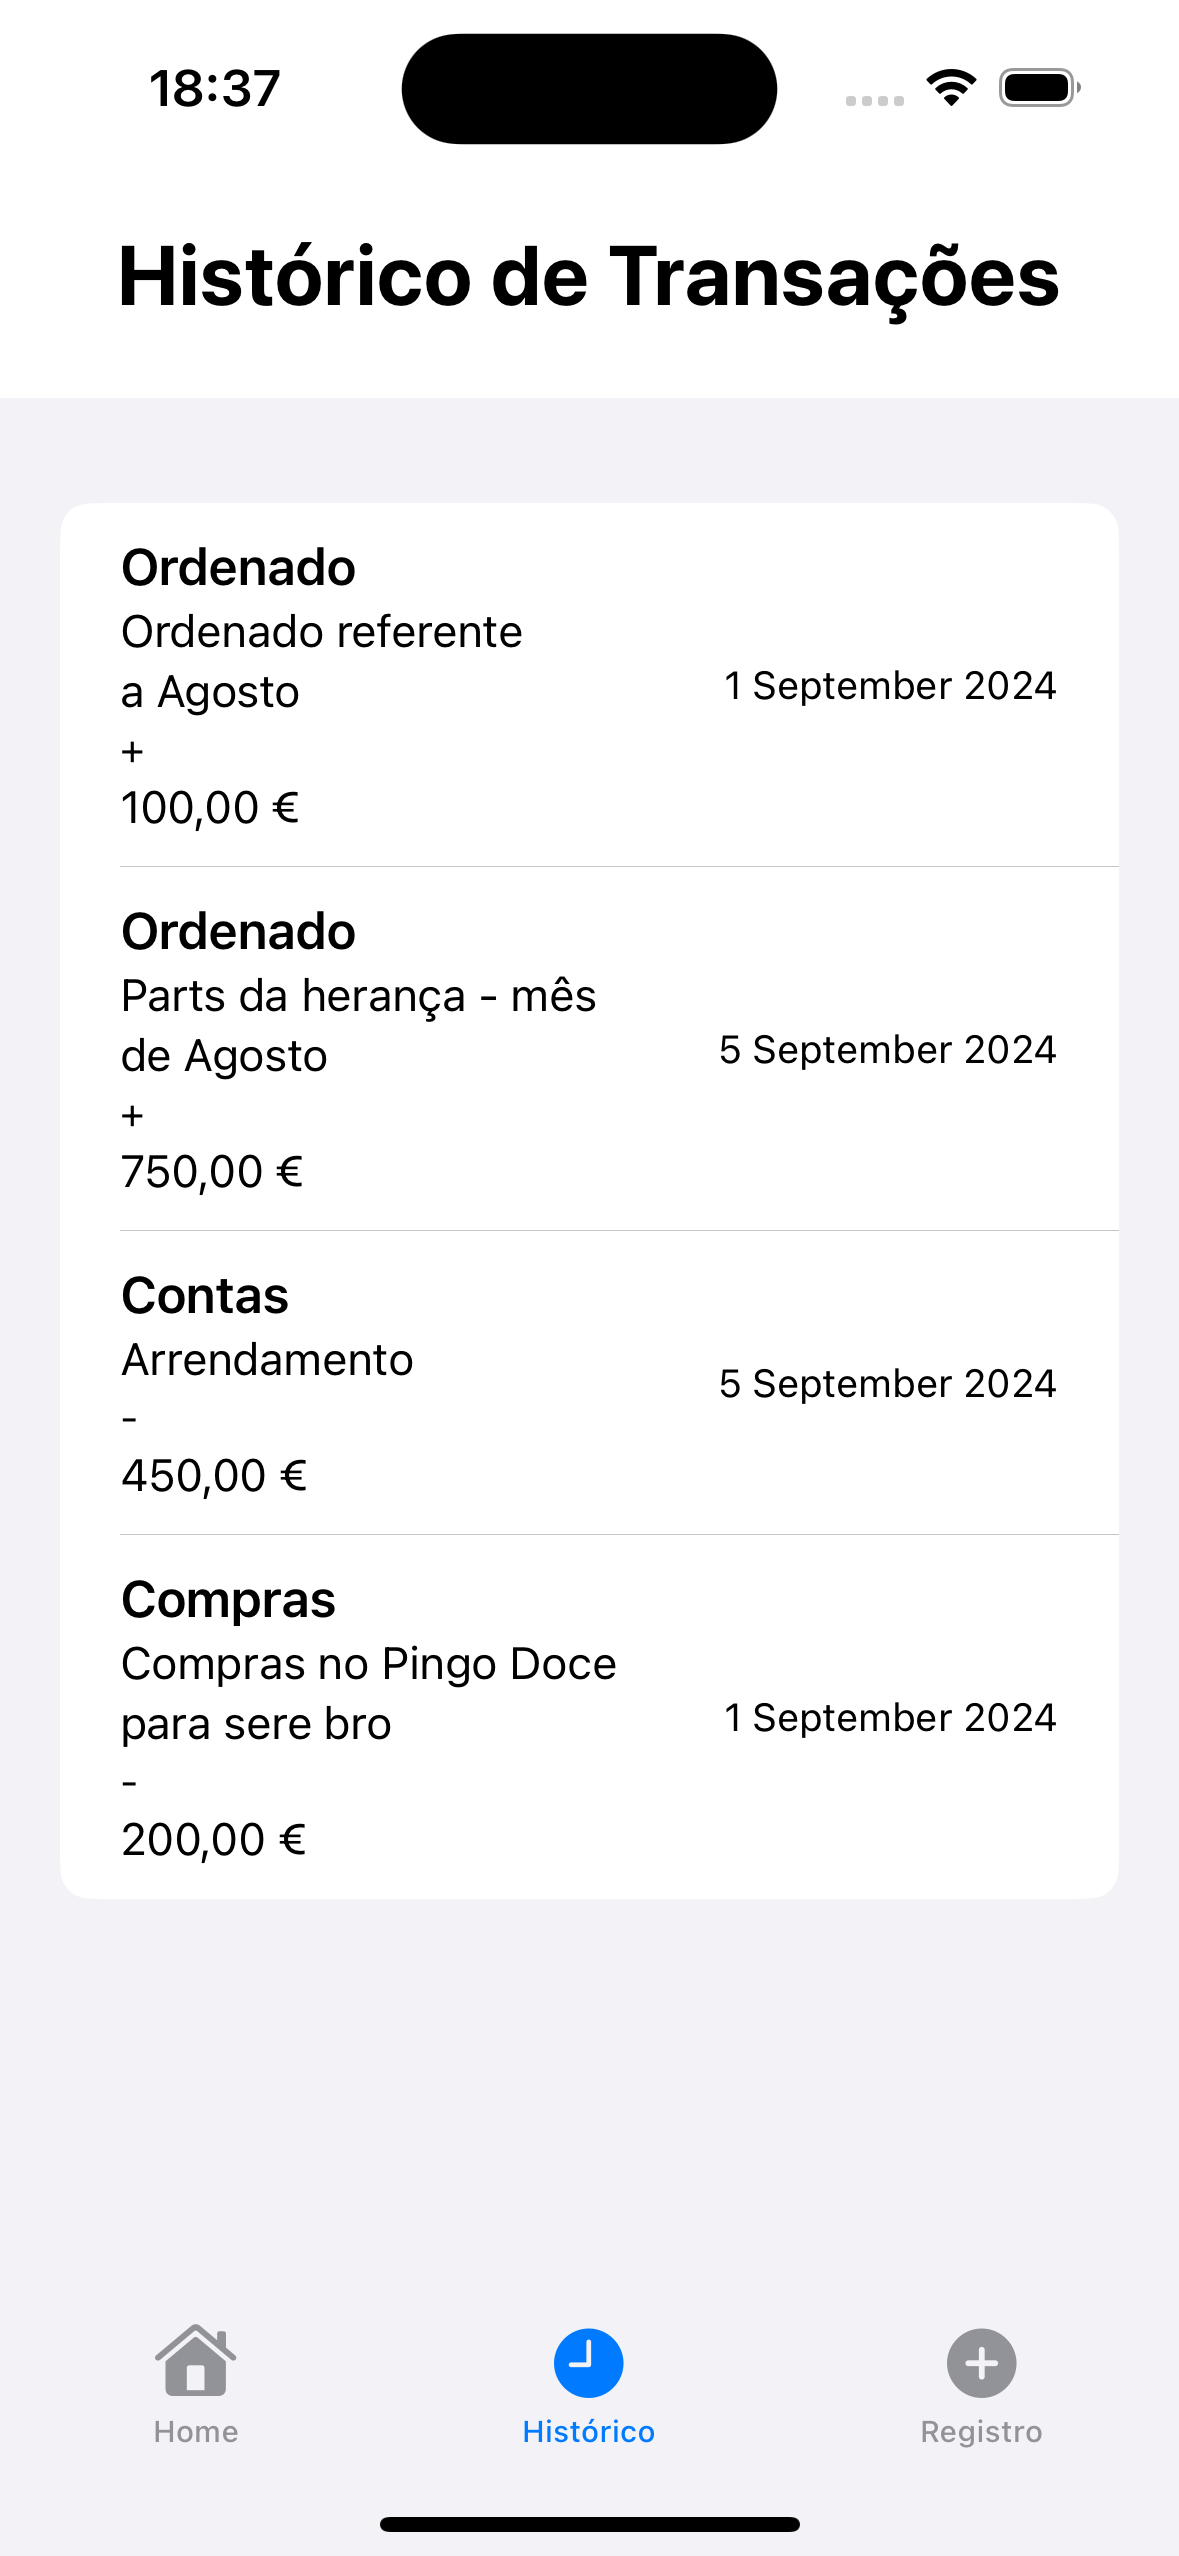 18:37
Histórico de Transações
Ordenado
Ordenado referente
a Agosto
1 September 2024
+
100,00 €
Ordenado
Parts da herança - mês
de Agosto
5 September 2024
+
750,00 €
Contas
Arrendamento
5 September 2024
-
450,00 €
Compras
Compras no Pingo Doce
para sere bro
1 September 2024
-
200,00 €
Home
Histórico
Registro